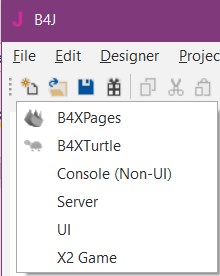 B4J
File Edit Designer Projec
B4XPages
B4XTurtle
Console (Non-UI)
Server
UI
X2 Game